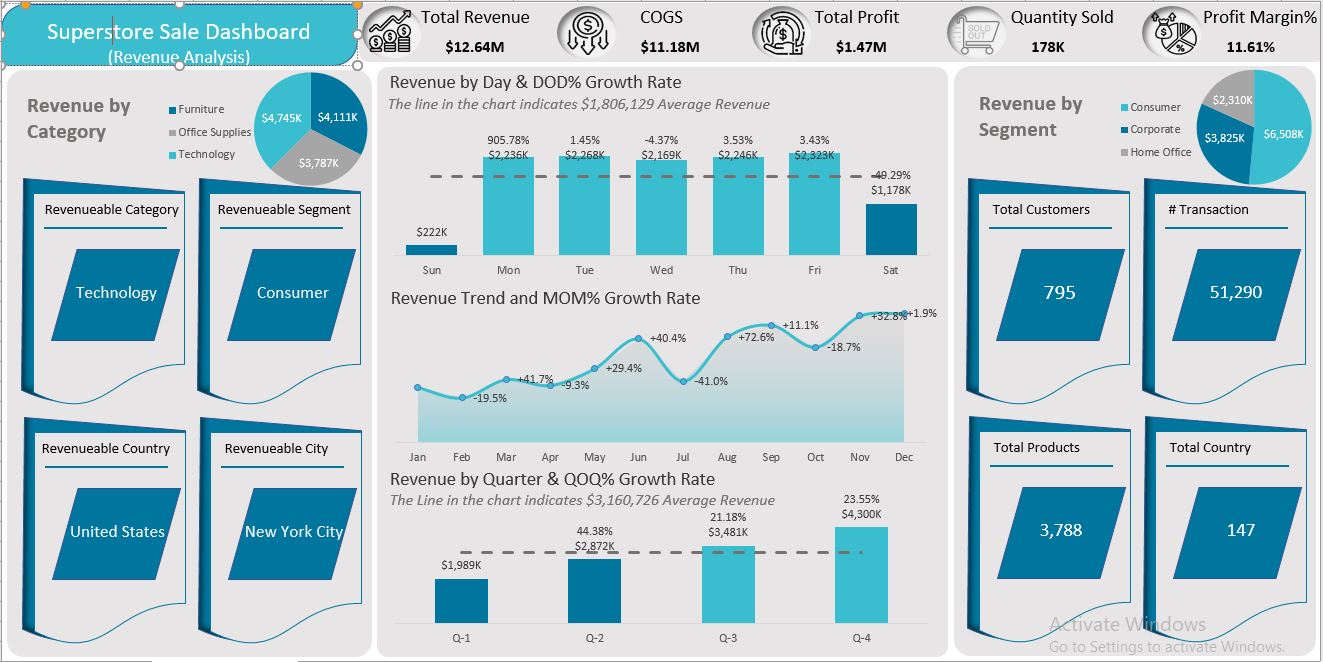 Superstore Sale Dashboard
(Revenue Analysis)
Total Revenue
$12.64M
COGS
$11.18M
Total Profit
$1.47M
SOLD
OUT
Quantity Sold
178K
Profit Margin%
11.61%
Revenue by
Category
Furniture
Office Supplies
Technology
$4,745K
$4,111K
$3,787K
Revenueable Category
Technology
Revenueable Segment
Consumer
Revenueable Country
United States
Revenueable City
New York City
Revenue by Day & DOD% Growth Rate
The line in the chart indicates $1,806,129 Average Revenue
905.78% 1.45% -4.37% 3.53% 3.43%
$2,236K $2,268K $2,169K $2,246K $2,323K
-49.29%
$1,178K
$222K
Sun Mon Tue Wed Thu Fri Sat
Revenue Trend and MOM% Growth Rate
-19.5% +41.7% -9.3% +29.4% +40.4% -41.0% +72.6% +11.1% -18.7% +32.8% +1.9%
Jan Feb Mar Apr May Jun Jul Aug Sep Oct Nov Dec
Revenue by Quarter & QOQ% Growth Rate
The Line in the chart indicates $3,160,726 Average Revenue
23.55%
$4,300K
21.18%
$3,481K
44.38%
$2,872K
$1,989K
Q-1 Q-2 Q-3 Q-4
Revenue by
Segment
Consumer
Corporate
Home Office
$2,310K
$3,825K
$6,508K
Total Customers
795
# Transaction
51,290
Total Products
3,788
Total Country
147
Activate Windows
Go to Settings to activate Windows.